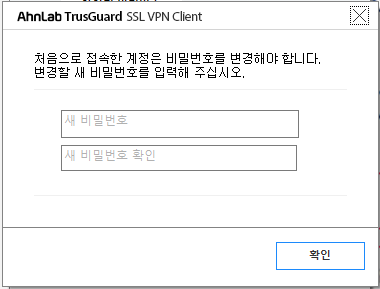 AhnLab TrusGuard SSL VPN Client
처음으로 접속한 계정은 비밀번호를 변경해야 합니다.
변경할 새 비밀번호를 입력해 주십시오.
새 비밀번호
새 비밀번호 확인
확인